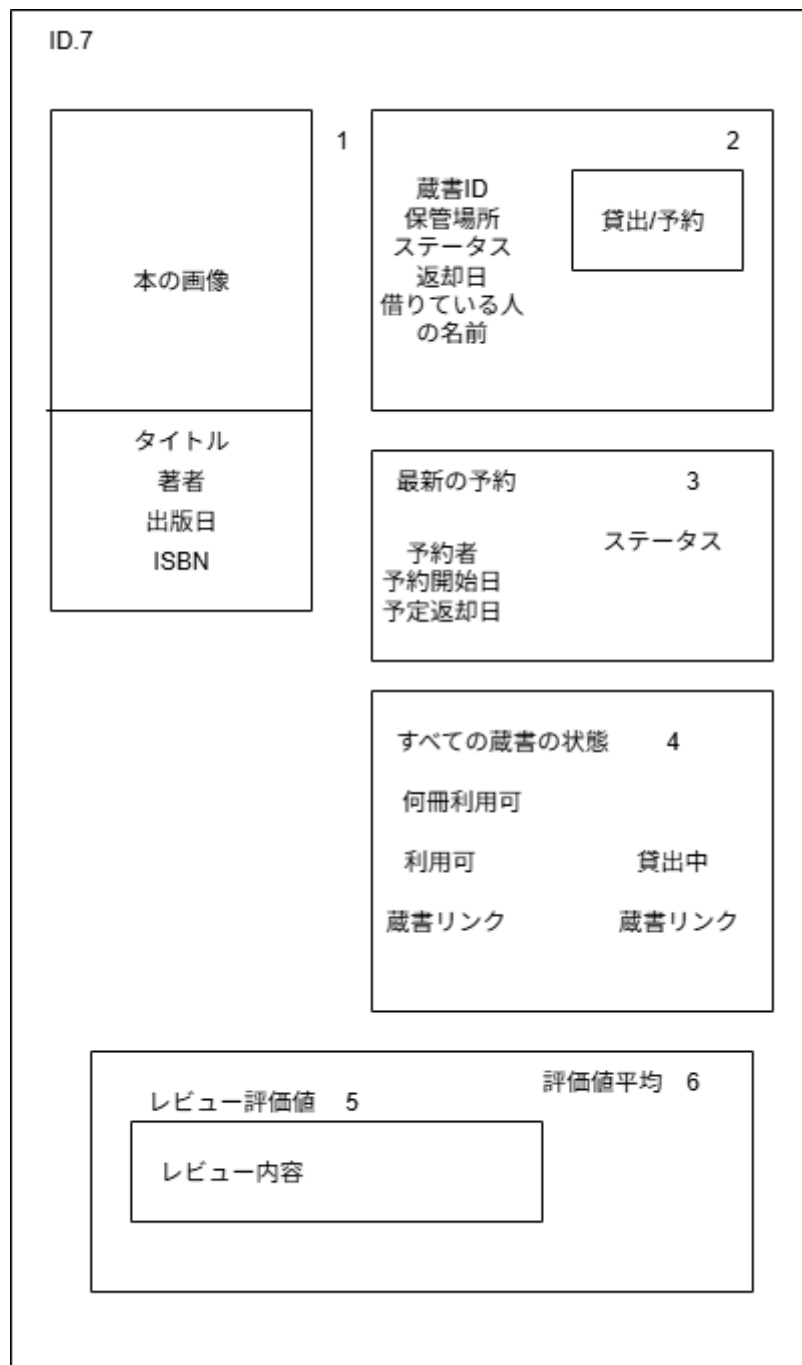 ID.7
1
本の画像
タイトル
著者
出版日
ISBN
2
蔵書ID
保管場所
ステータス
返却日
借りている人
の名前
貸出/予約
最新の予約 3
ステータス
予約者
予約開始日
予定返却日
すべての蔵書の状態 4
何冊利用可
利用可 貸出中
蔵書リンク 蔵書リンク
評価値平均 6
レビュー評価値 5
レビュー内容